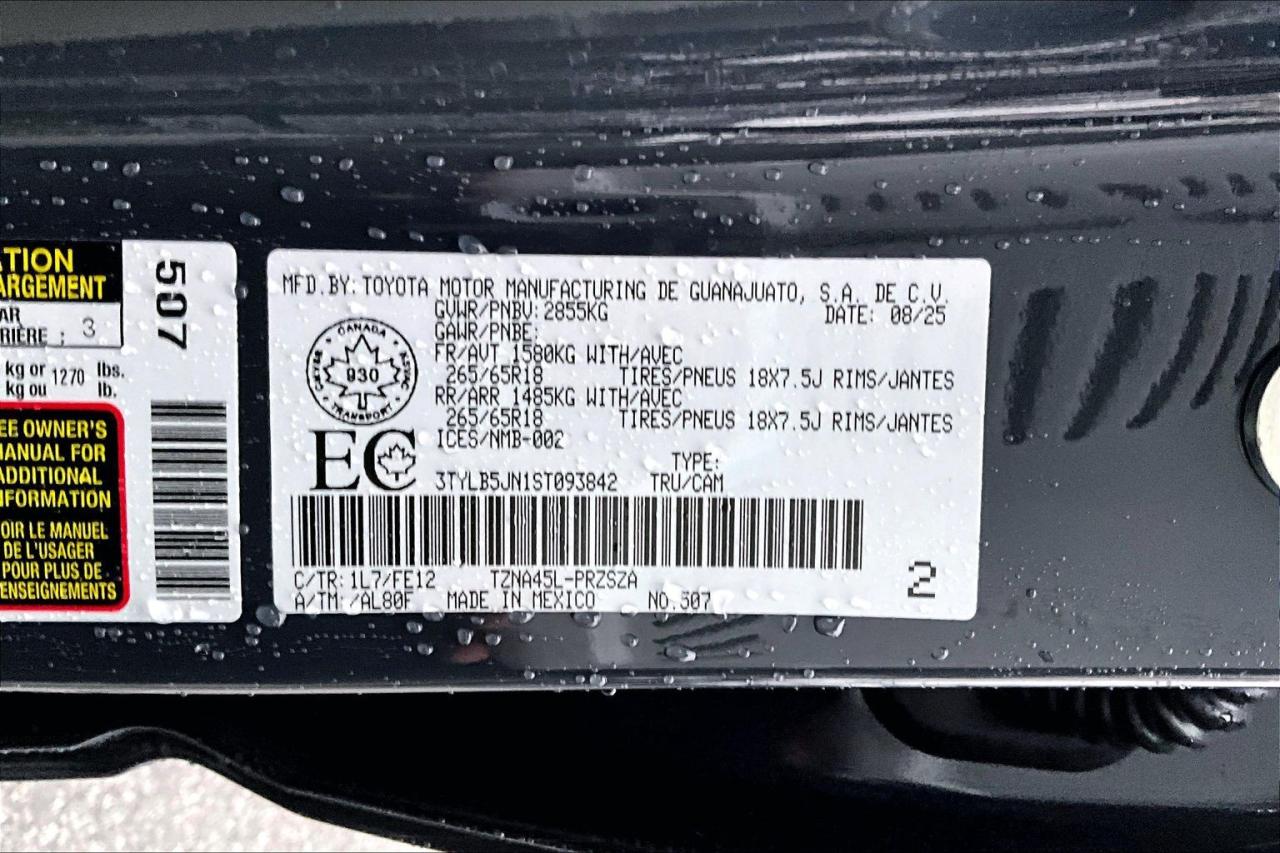 ATION
ARGEMENT
AR
RIÈRE : 3
kg or 1270 lbs.
kg ou lb.
EE OWNER'S
MANUAL FOR
ADDITIONAL
NFORMATION
OIR LE MANUEL
DE L'USAGER
POUR PLUS DE
ENSEIGNEMENTS
507
MFD.BY: TOYOTA MOTOR MANUFACTURING DE GUANAJUATO, S.A. DE C.V.
GVWR/PNBV: 2855KG DATE: 08/25
GAWR/PNBE:
FR/AVT 1580KG WITH/AVEC
265/65R18 TIRES/PNEUS 18X7.5J RIMS/JANTES
RR/ARR 1485KG WITH/AVEC
265/65R18 TIRES/PNEUS 18X7.5J RIMS/JANTES
ICES/NMB-002
CANADA
930
TRANSPORT
EC
TYPE:
3TYLB5JN1ST093842 TRU/CAM
C/TR: 1L7/FE12 TZNA45L-PRZSZA
A/TM: /AL80F MADE IN MEXICO NO.507
2